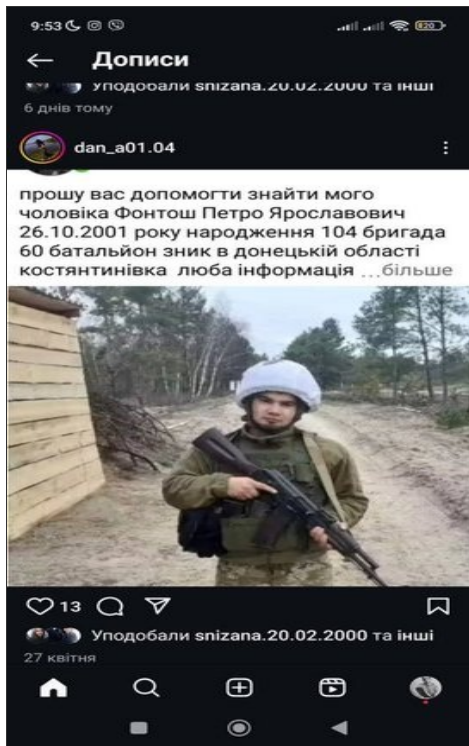 9:53
820
Дописи
Уподобали snizana.20.02.2000 та інші
6 днів тому
dan_a01.04
прошу вас допомогти знайти мого
чоловіка Фонтош Петро Ярославович
26.10.2001 року народження 104 бригада
60 батальйон зник в донецькій області
костянтинівка люба інформація ...більше
13
Уподобали snizana.20.02.2000 та інші
27 квітня